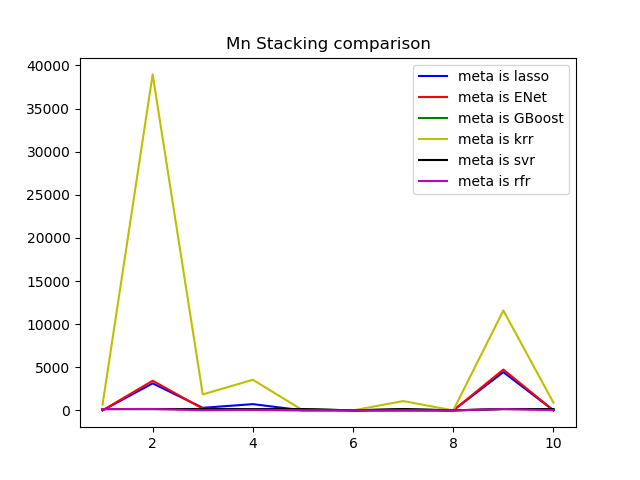 Mn Stacking comparison
40000
35000
30000
25000
20000
15000
10000
5000
0
2
4
6
8
10
meta is lasso
meta is ENet
meta is GBoost
meta is krr
meta is svr
meta is rfr